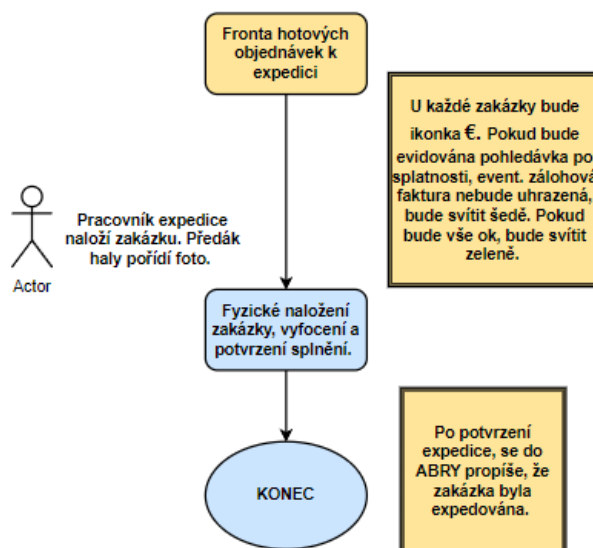 Fronta hotových
objednávek k
expedici
U každé zakázky bude
ikonka €. Pokud bude
evidována pohledávka po
splatnosti, event. zálohová
faktura nebude uhrazená,
bude svítit šedě. Pokud
bude vše ok, bude svítit
zeleně.
Pracovník expedice
naloží zakázku. Předák
haly pořídí foto.
Actor
Fyzické naložení
zakázky, vyfocení a
potvrzení splnění.
Po potvrzení
expedice, se do
ABRY propíše, že
zakázka byla
expedována.
KONEC